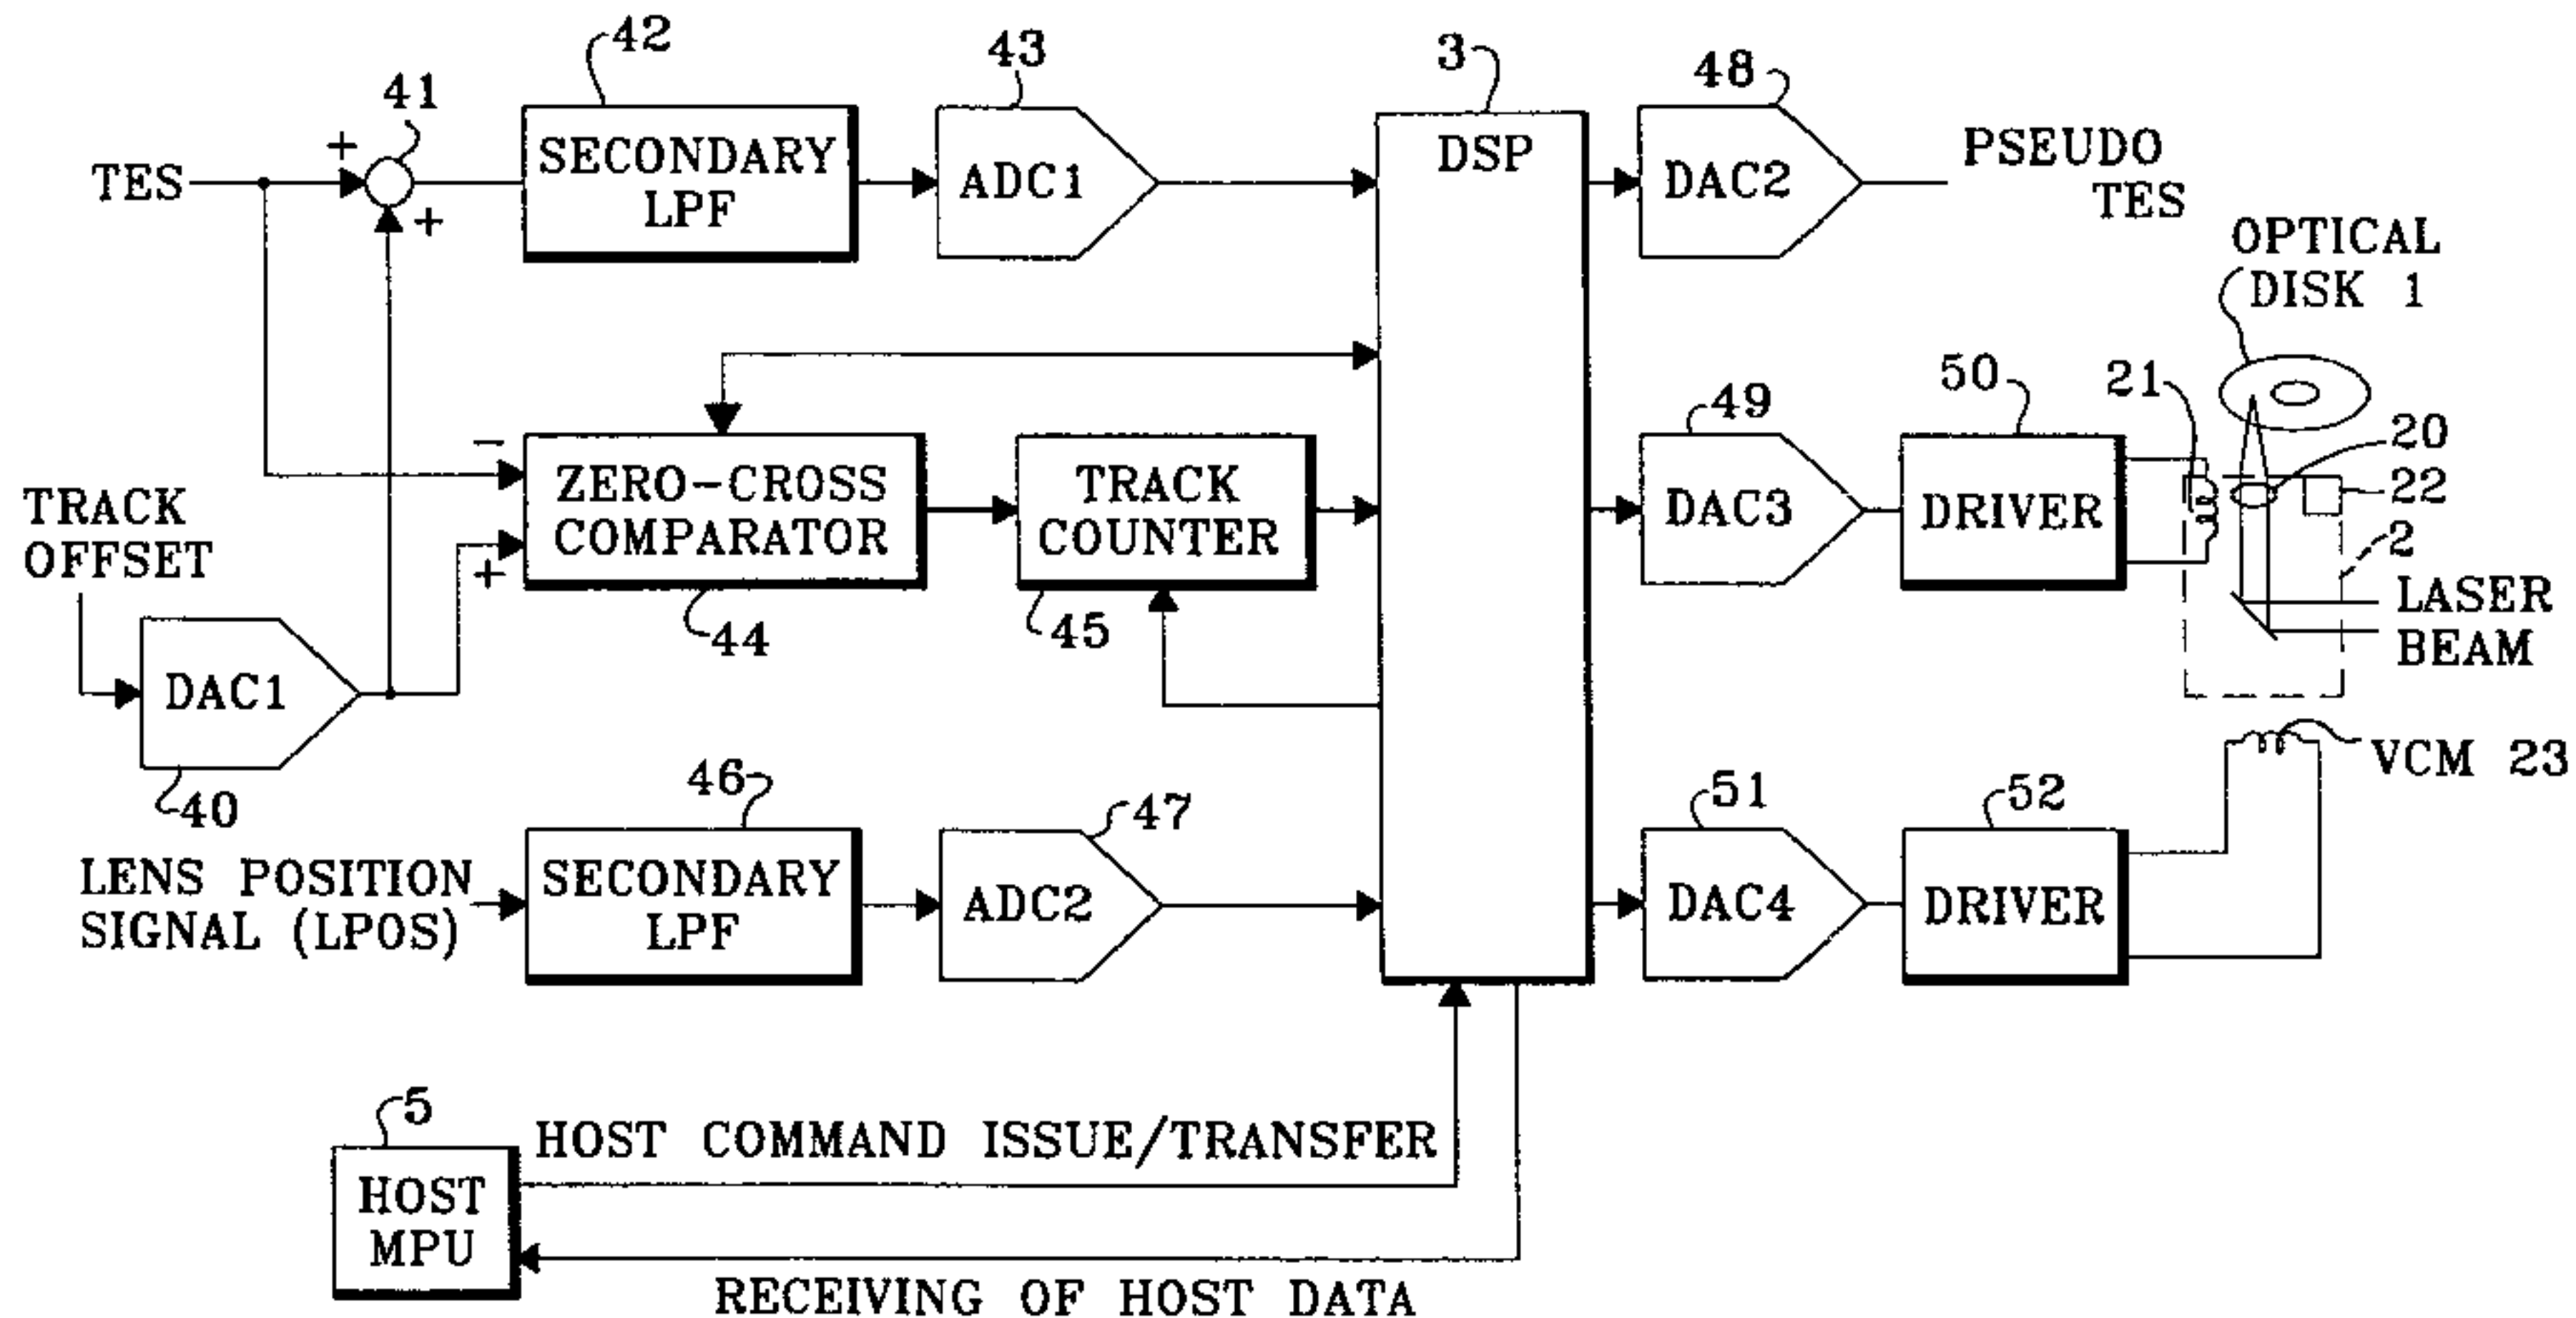 42
43
3
48
41
+
TES
+
SECONDARY
LPF
ADC1
DSP
DAC2
PSEUDO
TES
OPTICAL
DISK 1
21
50
49
20
22
2
−
+
ZERO-CROSS
COMPARATOR
TRACK
COUNTER
DAC3
DRIVER
TRACK
OFFSET
44
45
LASER
BEAM
DAC1
40
VCM 23
46
47
51
52
LENS POSITION
SIGNAL (LPOS)
SECONDARY
LPF
ADC2
DAC4
DRIVER
5
HOST
MPU
HOST COMMAND ISSUE/TRANSFER
RECEIVING OF HOST DATA